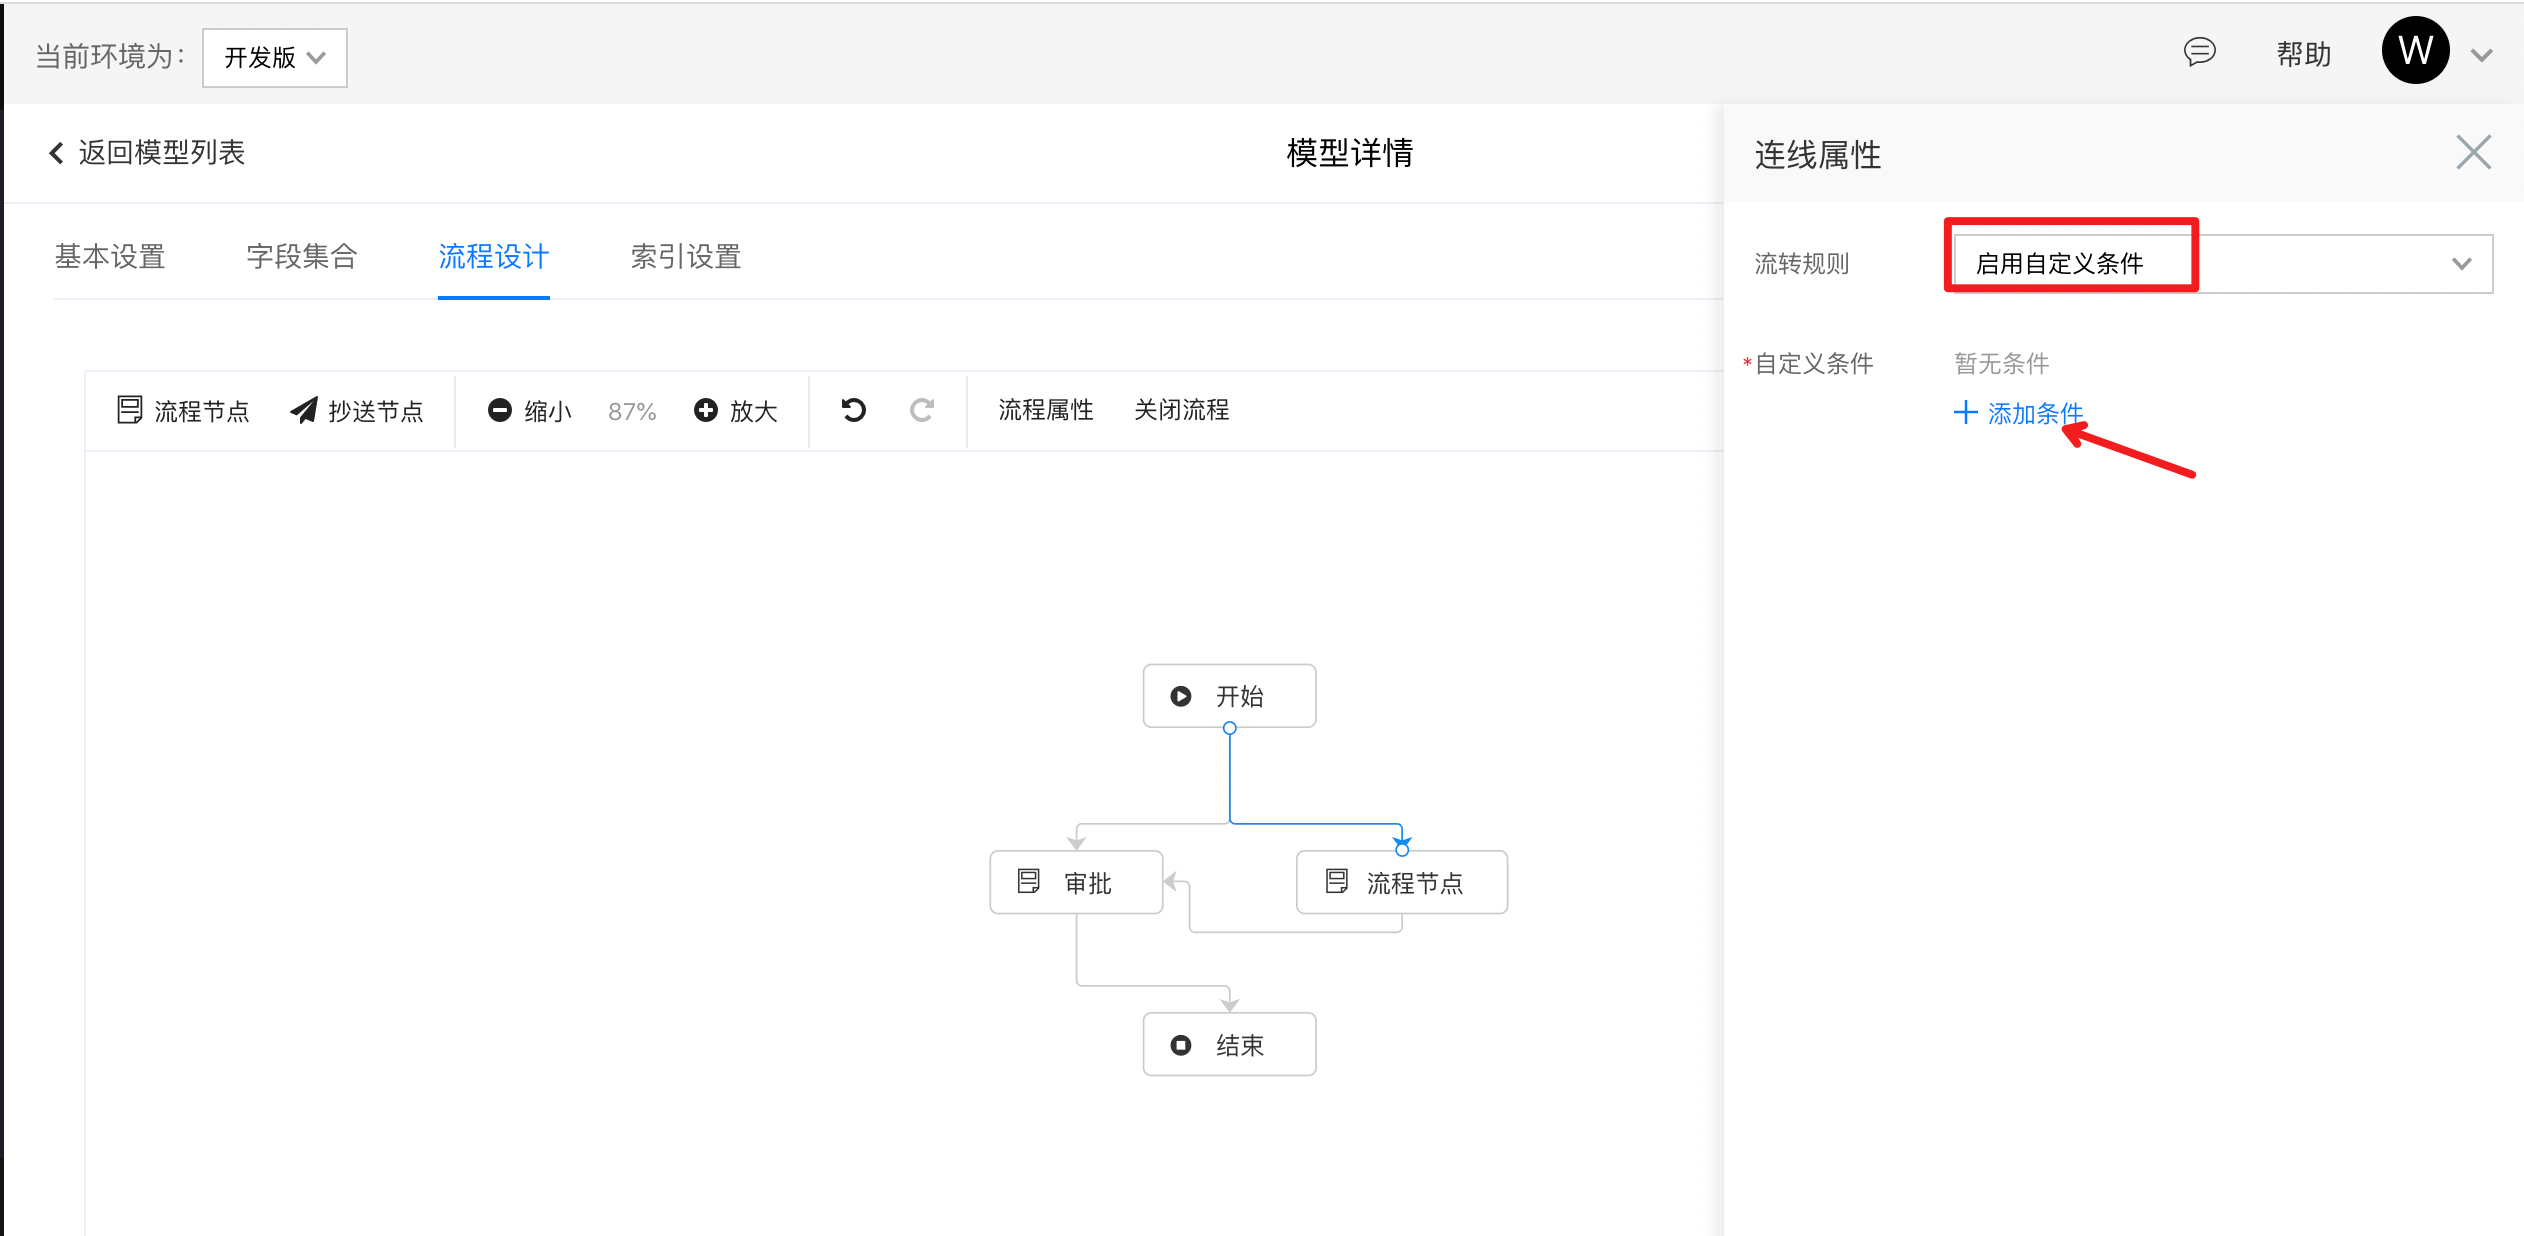 当前环境为：
开发版
帮助
W
返回模型列表
模型详情
连线属性
基本设置
字段集合
流程设计
索引设置
流转规则
启用自定义条件
*自定义条件
暂无条件
添加条件
流程节点
抄送节点
缩小
87%
放大
流程属性
关闭流程
开始
审批
流程节点
结束